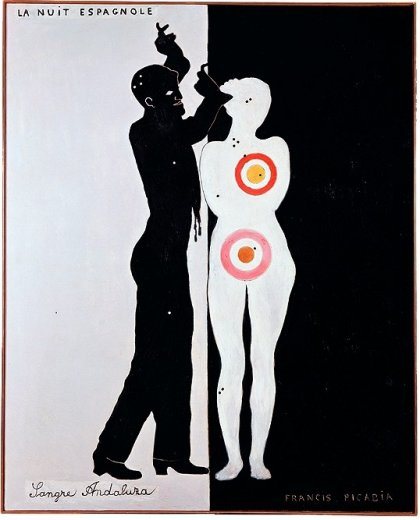 LA NUIT ESPAGNOLE
Sangre Andaluza
FRANCIS PICABIA